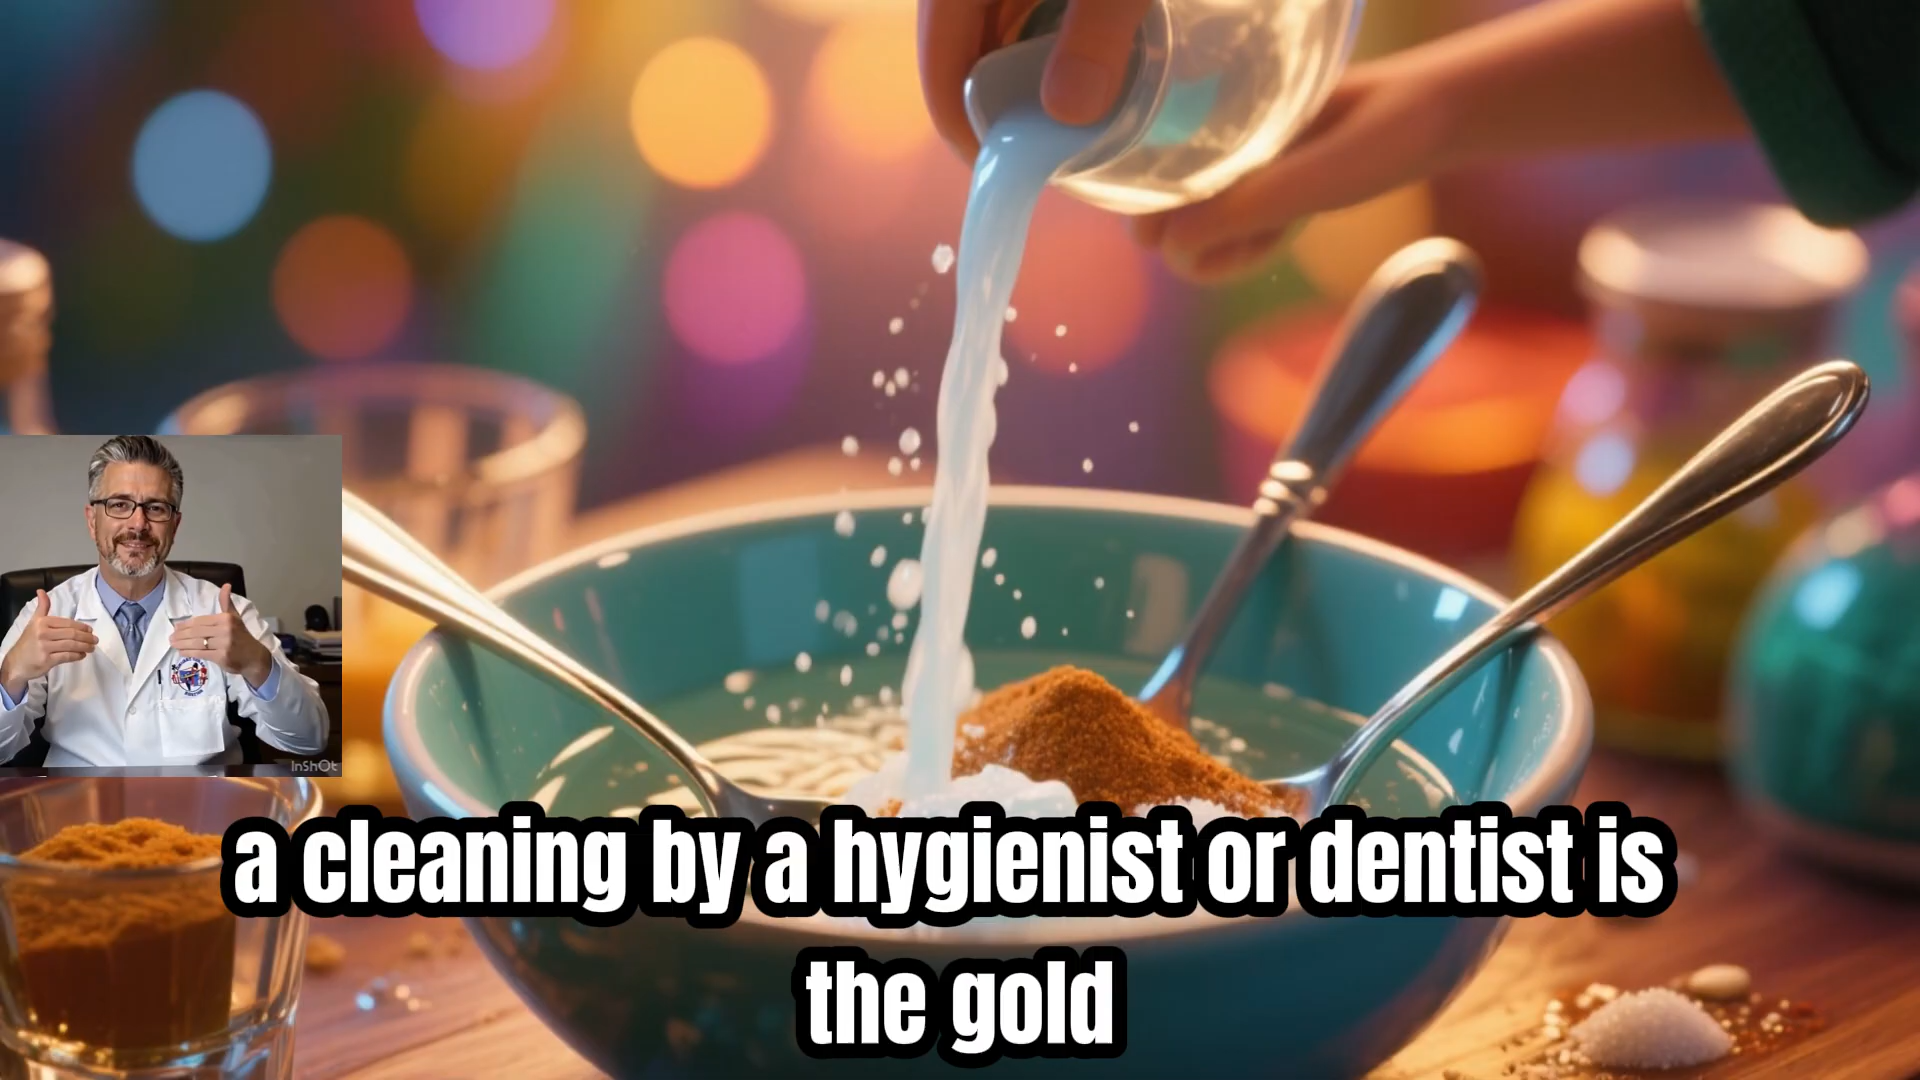 InShOt
a cleaning by a hygienist or dentist is
the gold